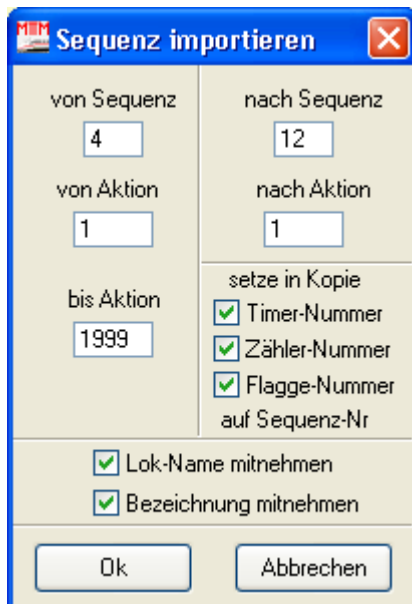 MEM Sequenz importieren
von Sequenz
4
von Aktion
1
bis Aktion
1999
nach Sequenz
12
nach Aktion
1
setze in Kopie
Timer-Nummer
Zähler-Nummer
Flagge-Nummer
auf Sequenz-Nr
Lok-Name mitnehmen
Bezeichnung mitnehmen
Ok
Abbrechen